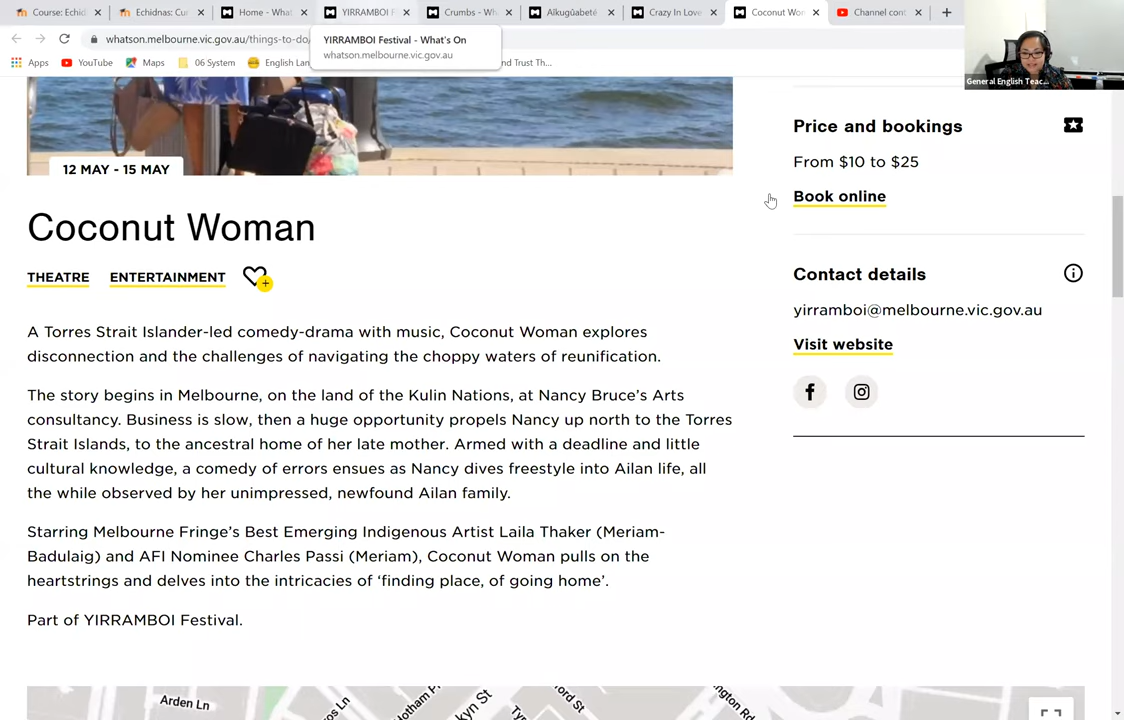 Course: Echid
Echidnas: Cur
Home - What
YIRRAMBOI F
Crumbs - Wh
Alkugûabeté
Crazy In Love
Coconut Wom
Channel cont
whatson.melbourne.vic.gov.au/things-to-do/
YIRRAMBOI Festival - What's On
whatson.melbourne.vic.gov.au
Apps
YouTube
Maps
06 System
English Lan
nd Trust Th...
General English Teac...
12 MAY - 15 MAY
Coconut Woman
THEATRE ENTERTAINMENT
A Torres Strait Islander-led comedy-drama with music, Coconut Woman explores
disconnection and the challenges of navigating the choppy waters of reunification.
The story begins in Melbourne, on the land of the Kulin Nations, at Nancy Bruce's Arts
consultancy. Business is slow, then a huge opportunity propels Nancy up north to the Torres
Strait Islands, to the ancestral home of her late mother. Armed with a deadline and little
cultural knowledge, a comedy of errors ensues as Nancy dives freestyle into Ailan life, all
the while observed by her unimpressed, newfound Ailan family.
Starring Melbourne Fringe's Best Emerging Indigenous Artist Laila Thaker (Meriam-
Badulaig) and AFI Nominee Charles Passi (Meriam), Coconut Woman pulls on the
heartstrings and delves into the intricacies of 'finding place, of going home'.
Part of YIRRAMBOI Festival.
Price and bookings
From $10 to $25
Book online
Contact details
yirramboi@melbourne.vic.gov.au
Visit website
Arden Ln